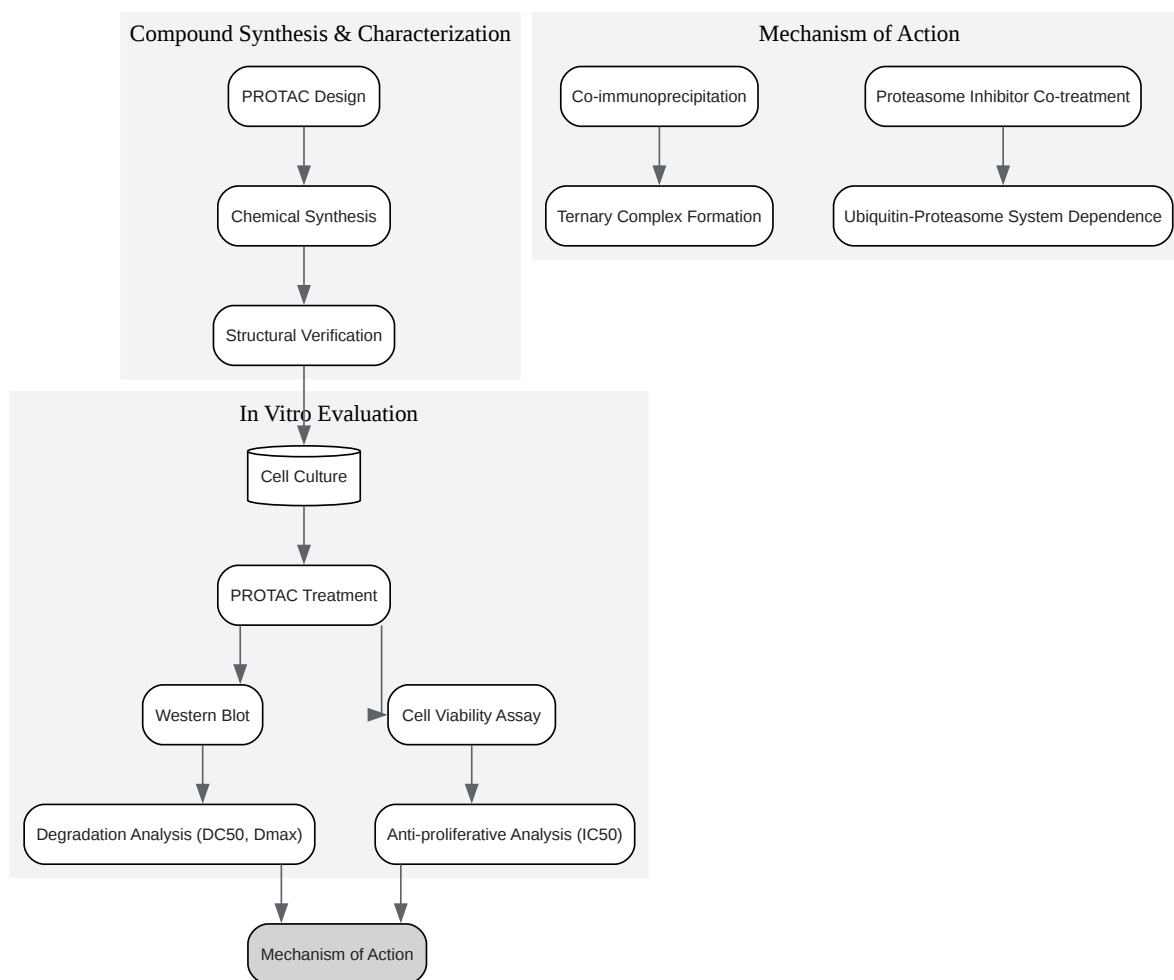 Compound Synthesis & Characterization
PROTAC Design
Chemical Synthesis
Structural Verification
Mechanism of Action
Co-immunoprecipitation
Proteasome Inhibitor Co-treatment
Ternary Complex Formation
Ubiquitin-Proteasome System Dependence
In Vitro Evaluation
Cell Culture
PROTAC Treatment
Western Blot
Cell Viability Assay
Degradation Analysis (DC50, Dmax)
Anti-proliferative Analysis (IC50)
Mechanism of Action